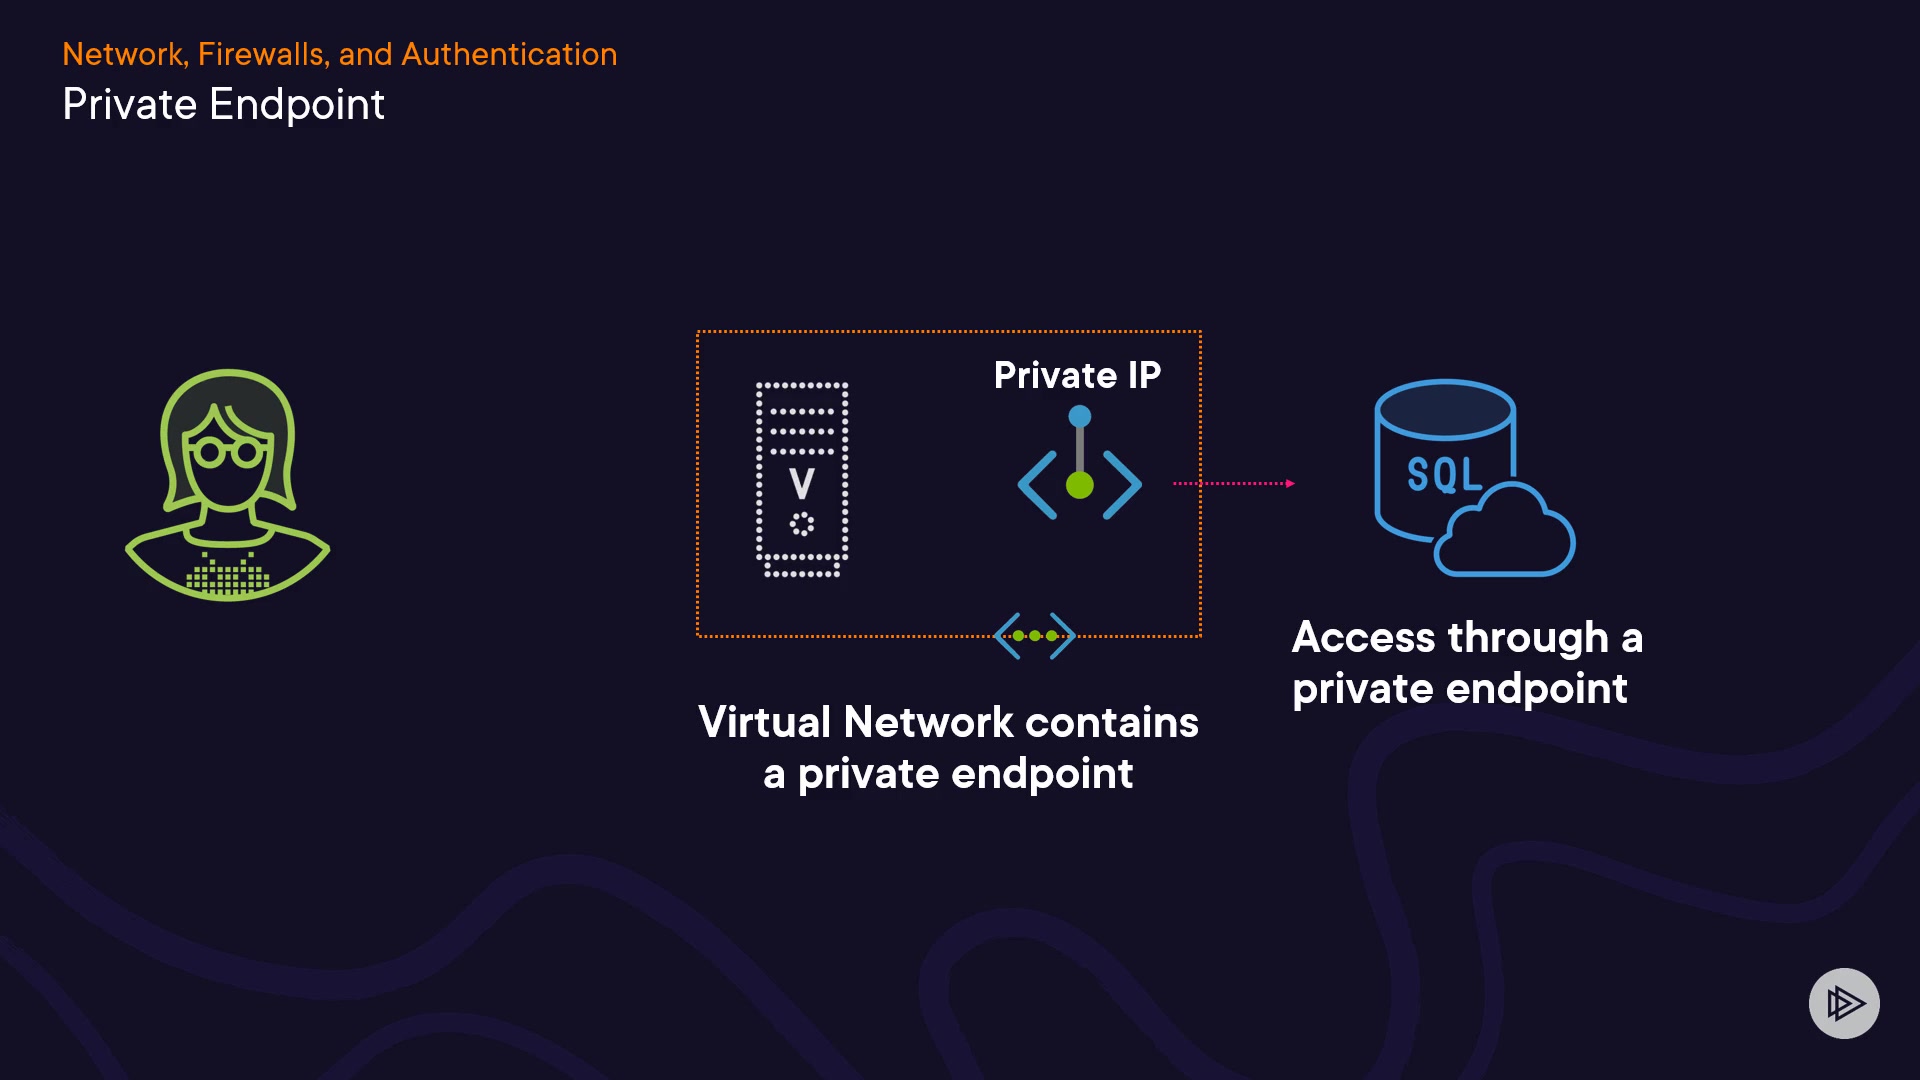 Network, Firewalls, and Authentication
Private Endpoint
Private IP
V
SQL
Access through a
private endpoint
Virtual Network contains
a private endpoint